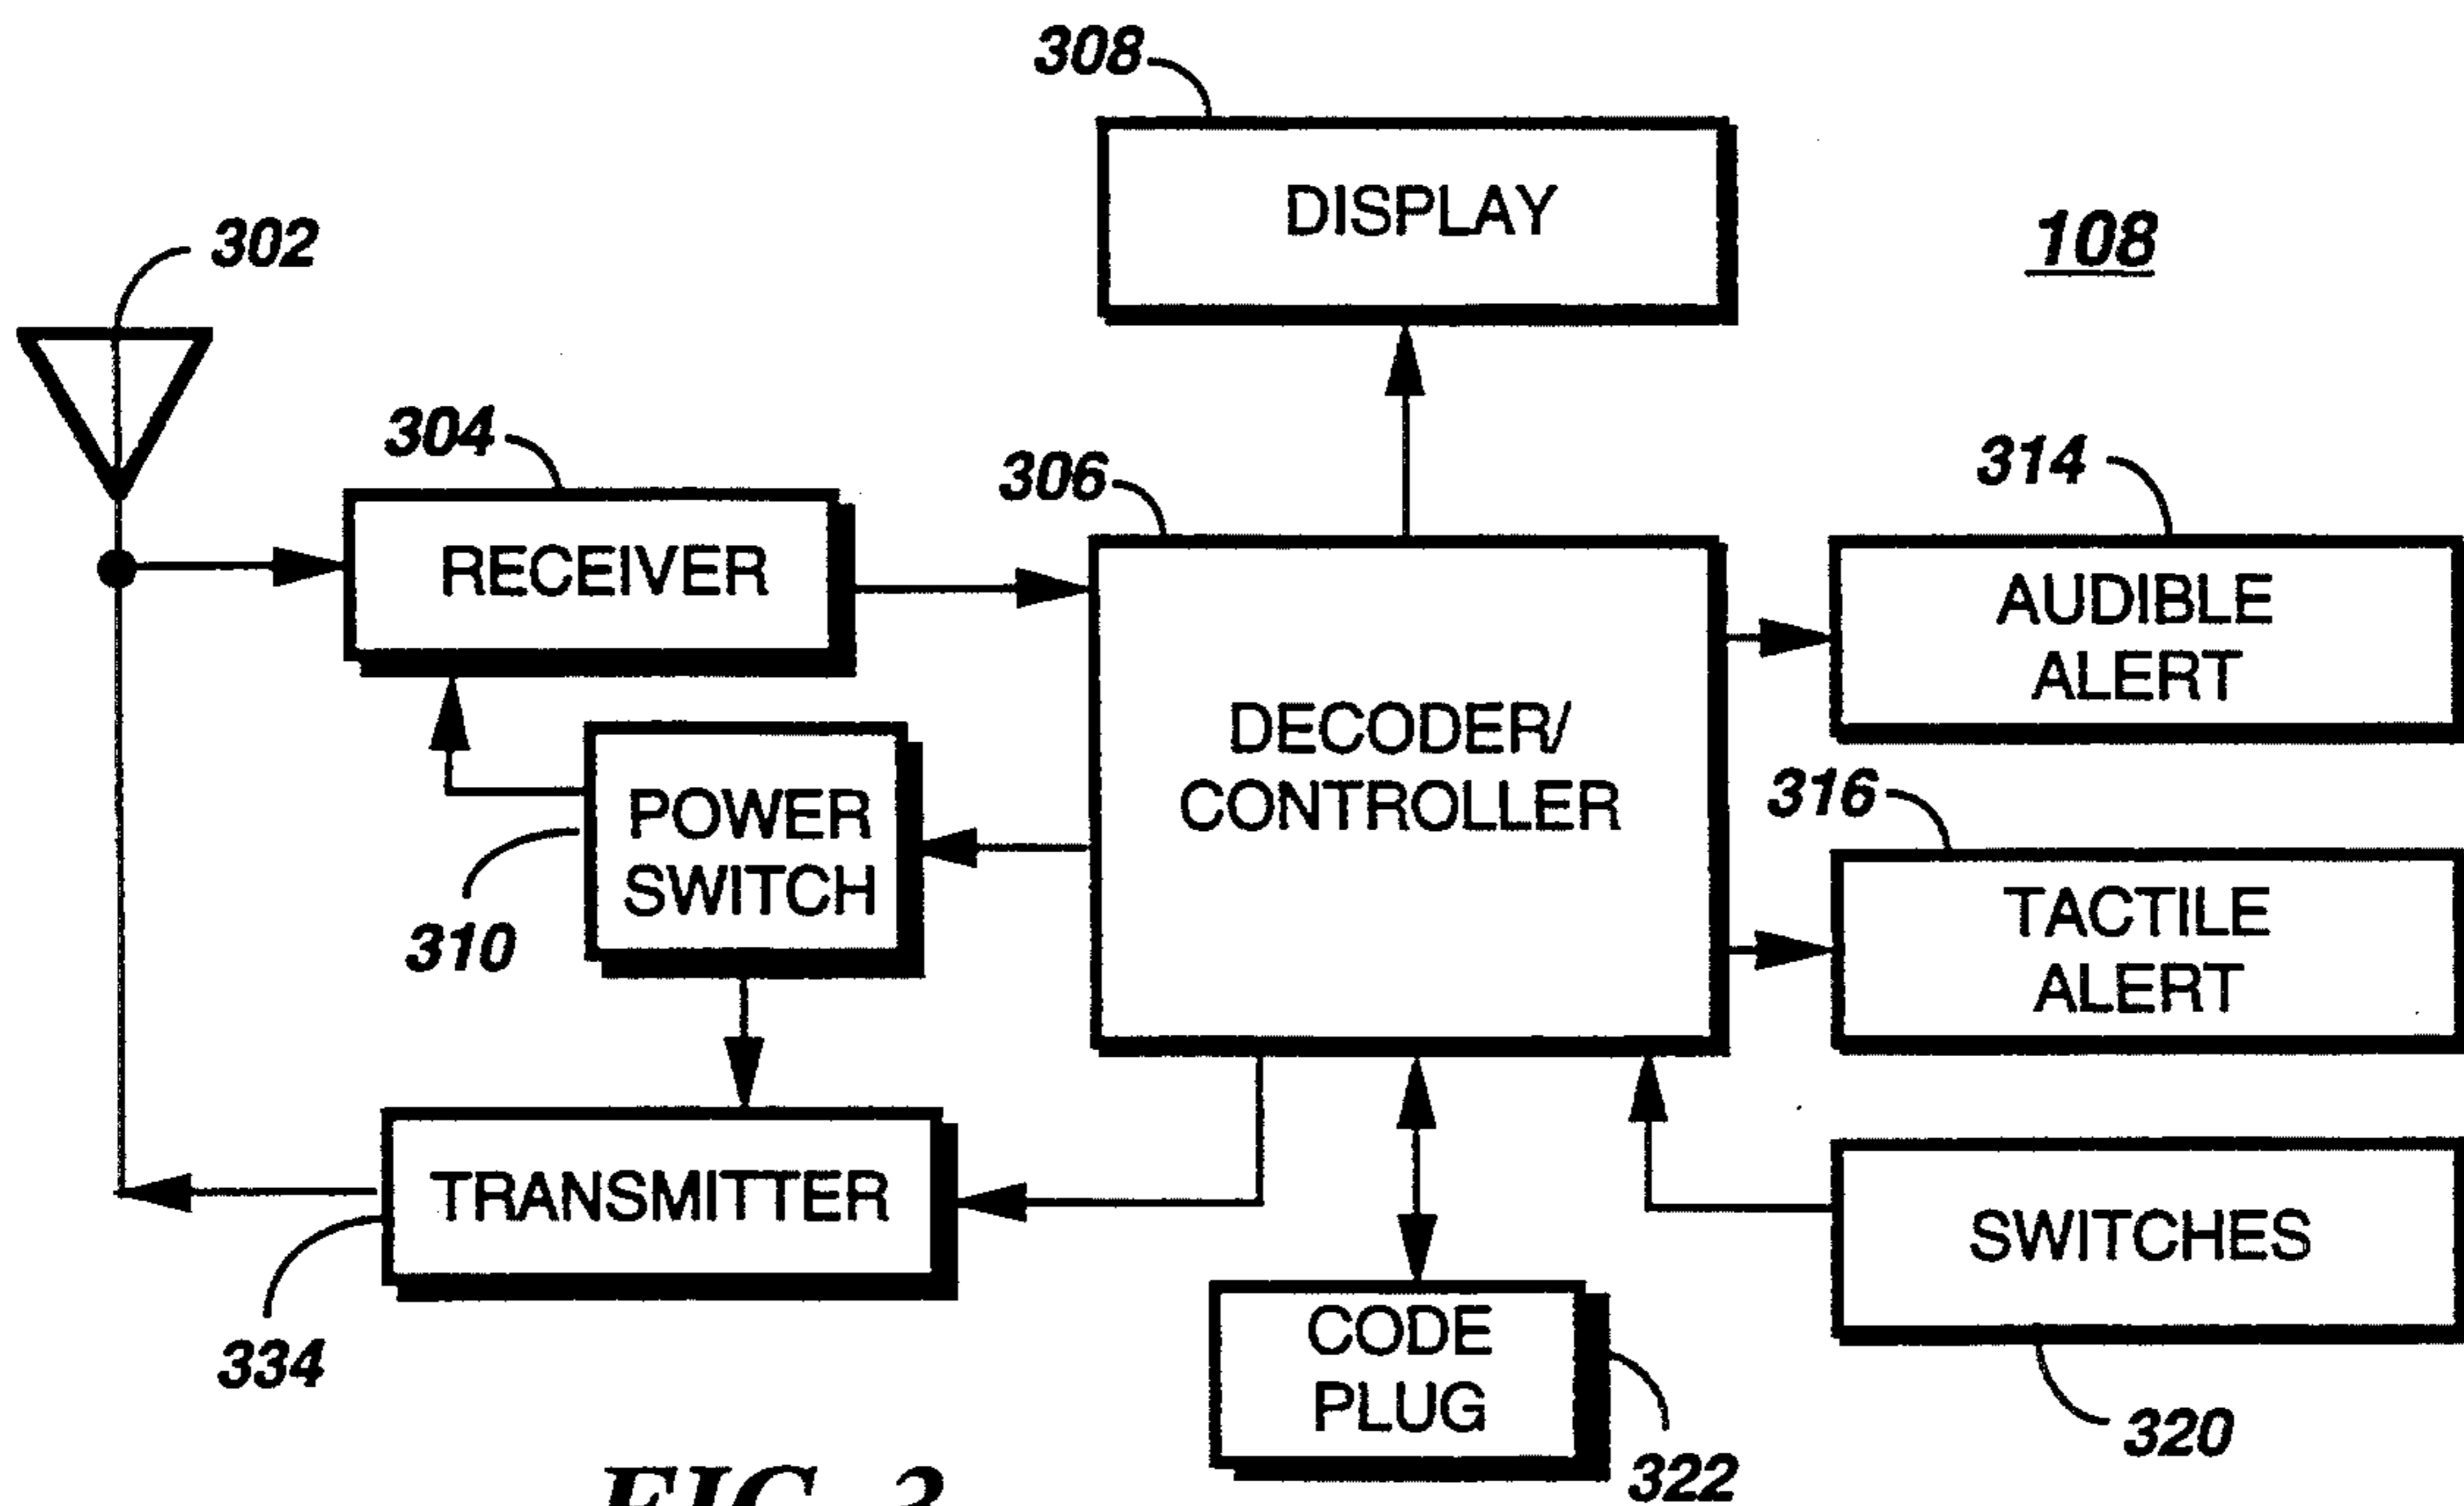 308
DISPLAY
108
302
304
306
314
RECEIVER
AUDIBLE
ALERT
DECODER/
CONTROLLER
POWER
SWITCH
310
316
TACTILE
ALERT
TRANSMITTER
334
SWITCHES
320
CODE
PLUG
322
FIG.